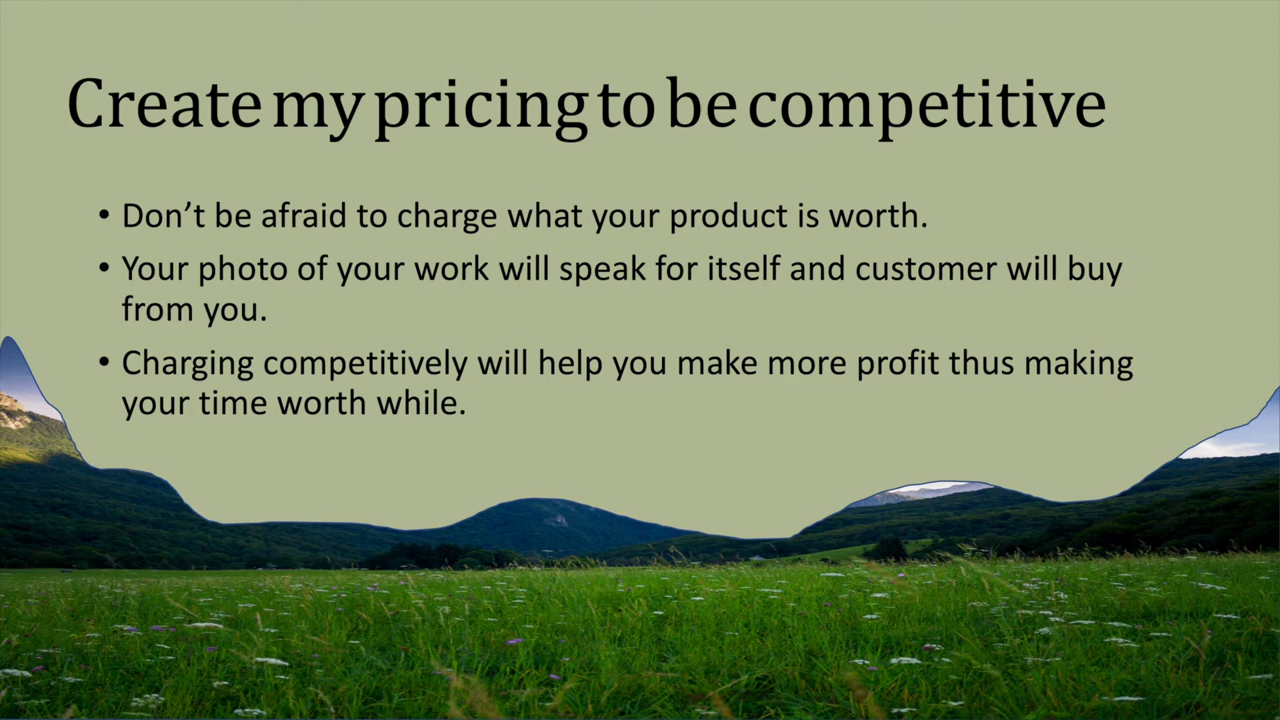 Create my pricing to be competitive
• Don’t be afraid to charge what your product is worth.
• Your photo of your work will speak for itself and customer will buy
from you.
• Charging competitively will help you make more profit thus making
your time worth while.